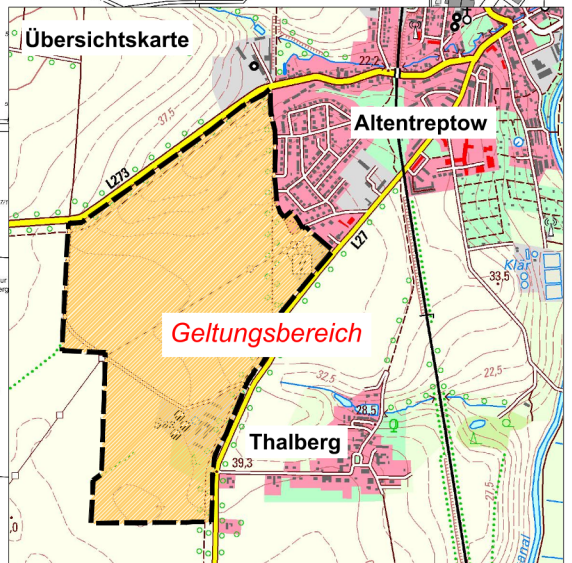 Übersichtskarte
22,2
37,5
Altentreptow
L273
L27
Klär
33,5
Geltungsbereich
32,5
22,5
28,5
Thalberg
39,3
27,5
anal